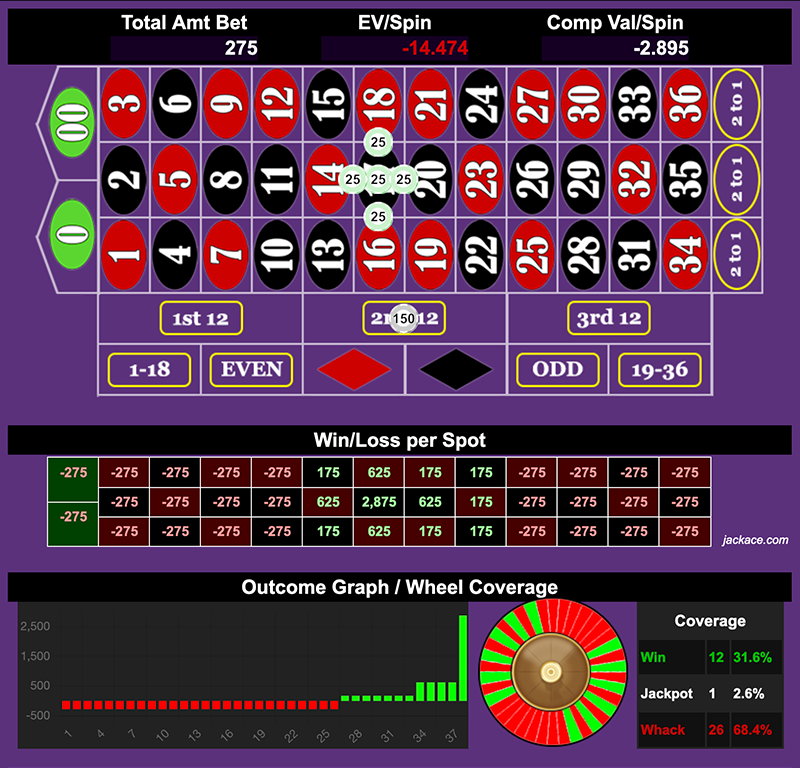 Total Amt Bet EV/Spin Comp Val/Spin
275 -14.474 -2.895
00 3 6 9 12 15 18 21 24 27 30 33 36 2 to 1
25
2 5 8 11 14 25 25 25 20 23 26 29 32 35 2 to 1
25
0 1 4 7 10 13 16 19 22 25 28 31 34 2 to 1
1st 12 150 12 3rd 12
1-18 EVEN ODD 19-36
Win/Loss per Spot
-275 -275 -275 -275 -275 175 625 175 175 -275 -275 -275 -275
-275 -275 -275 -275 625 2,875 625 175 -275 -275 -275 -275
-275 -275 -275 -275 -275 175 625 175 175 -275 -275 -275 -275
jackace.com
Outcome Graph / Wheel Coverage
2,500
1,500
500
-500
1 4 7 10 13 16 19 22 25 28 31 34 37
Coverage
Win 12 31.6%
Jackpot 1 2.6%
Whack 26 68.4%